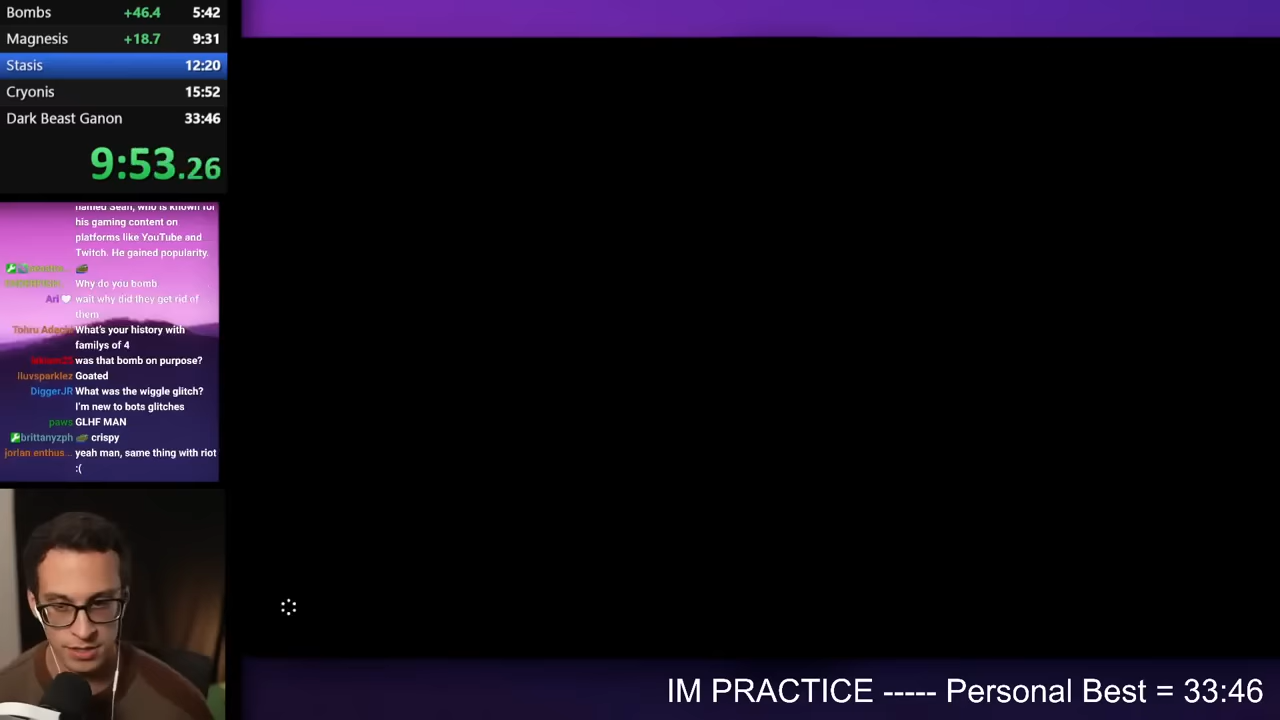 Bombs +46.4 5:42
Magnesis +18.7 9:31
Stasis 12:20
Cryonis 15:52
Dark Beast Ganon 33:46
9:53.26
named Sean, who is known for
his gaming content on
platforms like YouTube and
Twitch. He gained popularity.
Why do you bomb
Ari wait why did they get rid of
them
Tohru Adachi What's your history with
familys of 4
was that bomb on purpose?
iluvsparklez Goated
DiggerJR What was the wiggle glitch?
I'm new to bots glitches
paws GLHF MAN
brittanyzph crispy
jorian enthus... yeah man, same thing with riot
:(
IM PRACTICE ----- Personal Best = 33:46